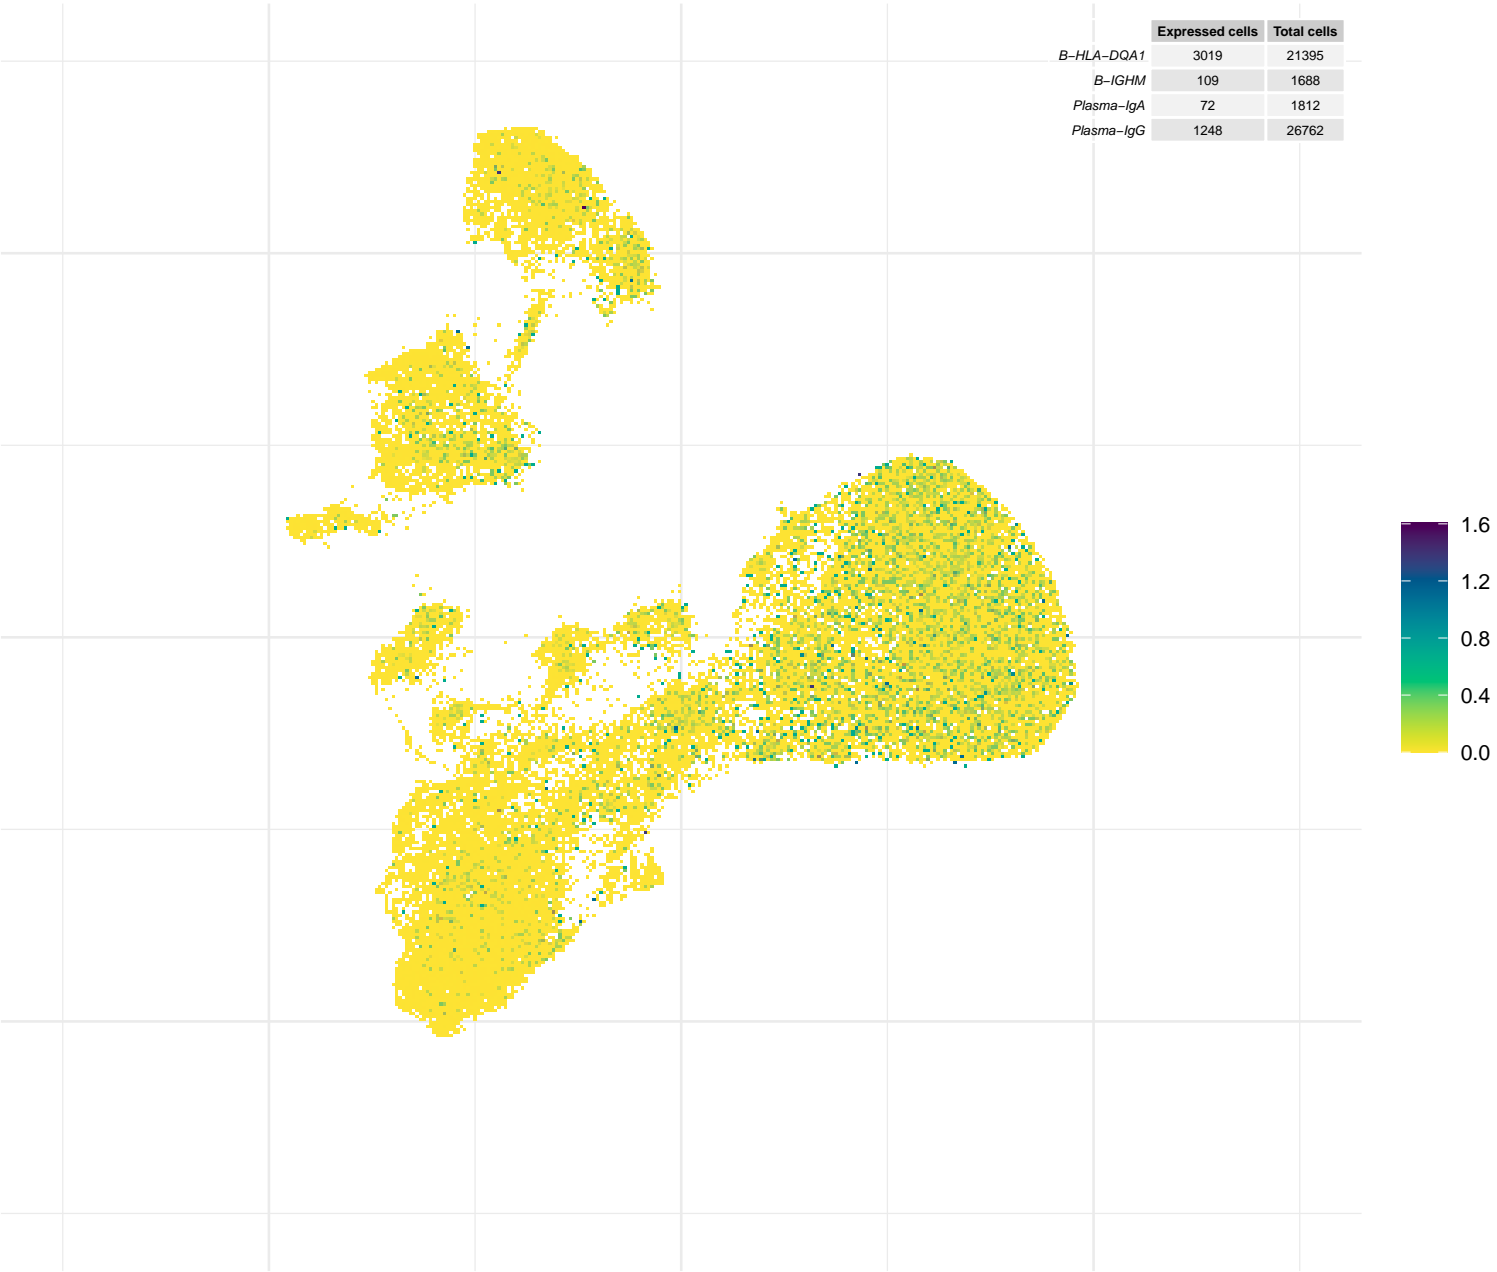 Expressed cells Total cells
B−HLA−DQA1 3019 21395
B−IGHM 109 1688
Plasma−IgA 72 1812
Plasma−IgG 1248 26762
1.6
1.2
0.8
0.4
0.0